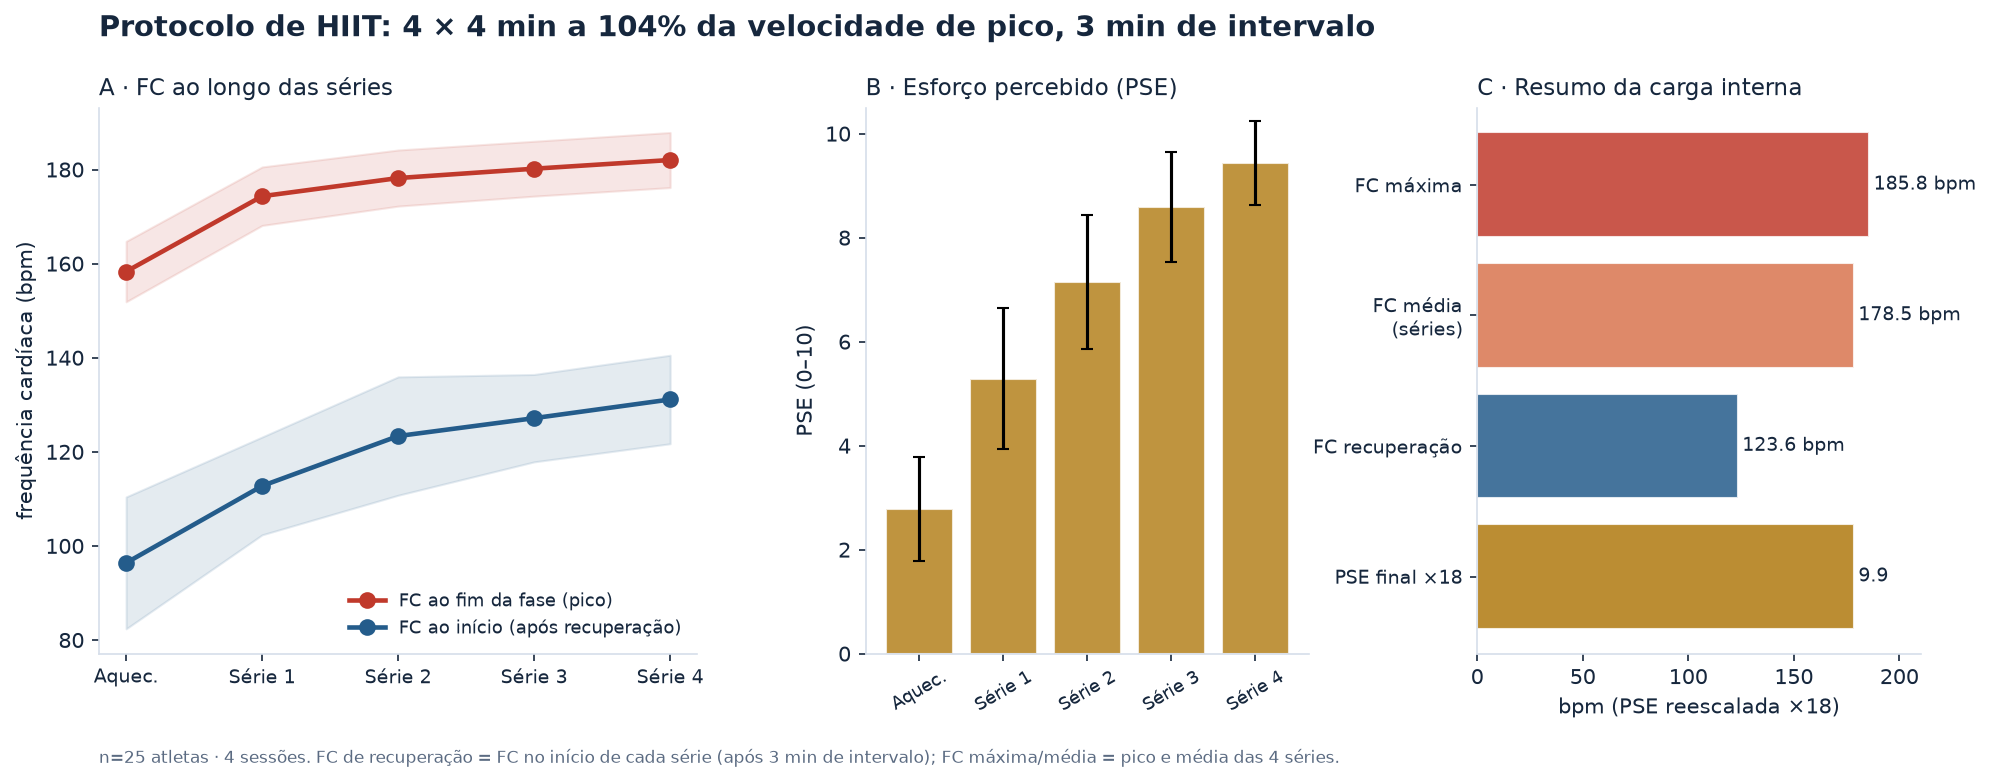 Protocolo de HIIT: 4 × 4 min a 104% da velocidade de pico, 3 min de intervalo
A · FC ao longo das séries
frequência cardíaca (bpm)
180
160
140
120
100
80
Aquec.
Série 1
Série 2
Série 3
Série 4
FC ao fim da fase (pico)
FC ao início (após recuperação)
B · Esforço percebido (PSE)
PSE (0–10)
10
8
6
4
2
0
Aquec.
Série 1
Série 2
Série 3
Série 4
C · Resumo da carga interna
FC máxima
185.8 bpm
FC média
(séries)
178.5 bpm
FC recuperação
123.6 bpm
PSE final ×18
9.9
0
50
100
150
200
bpm (PSE reescalada ×18)
n=25 atletas · 4 sessões. FC de recuperação = FC no início de cada série (após 3 min de intervalo); FC máxima/média = pico e média das 4 séries.